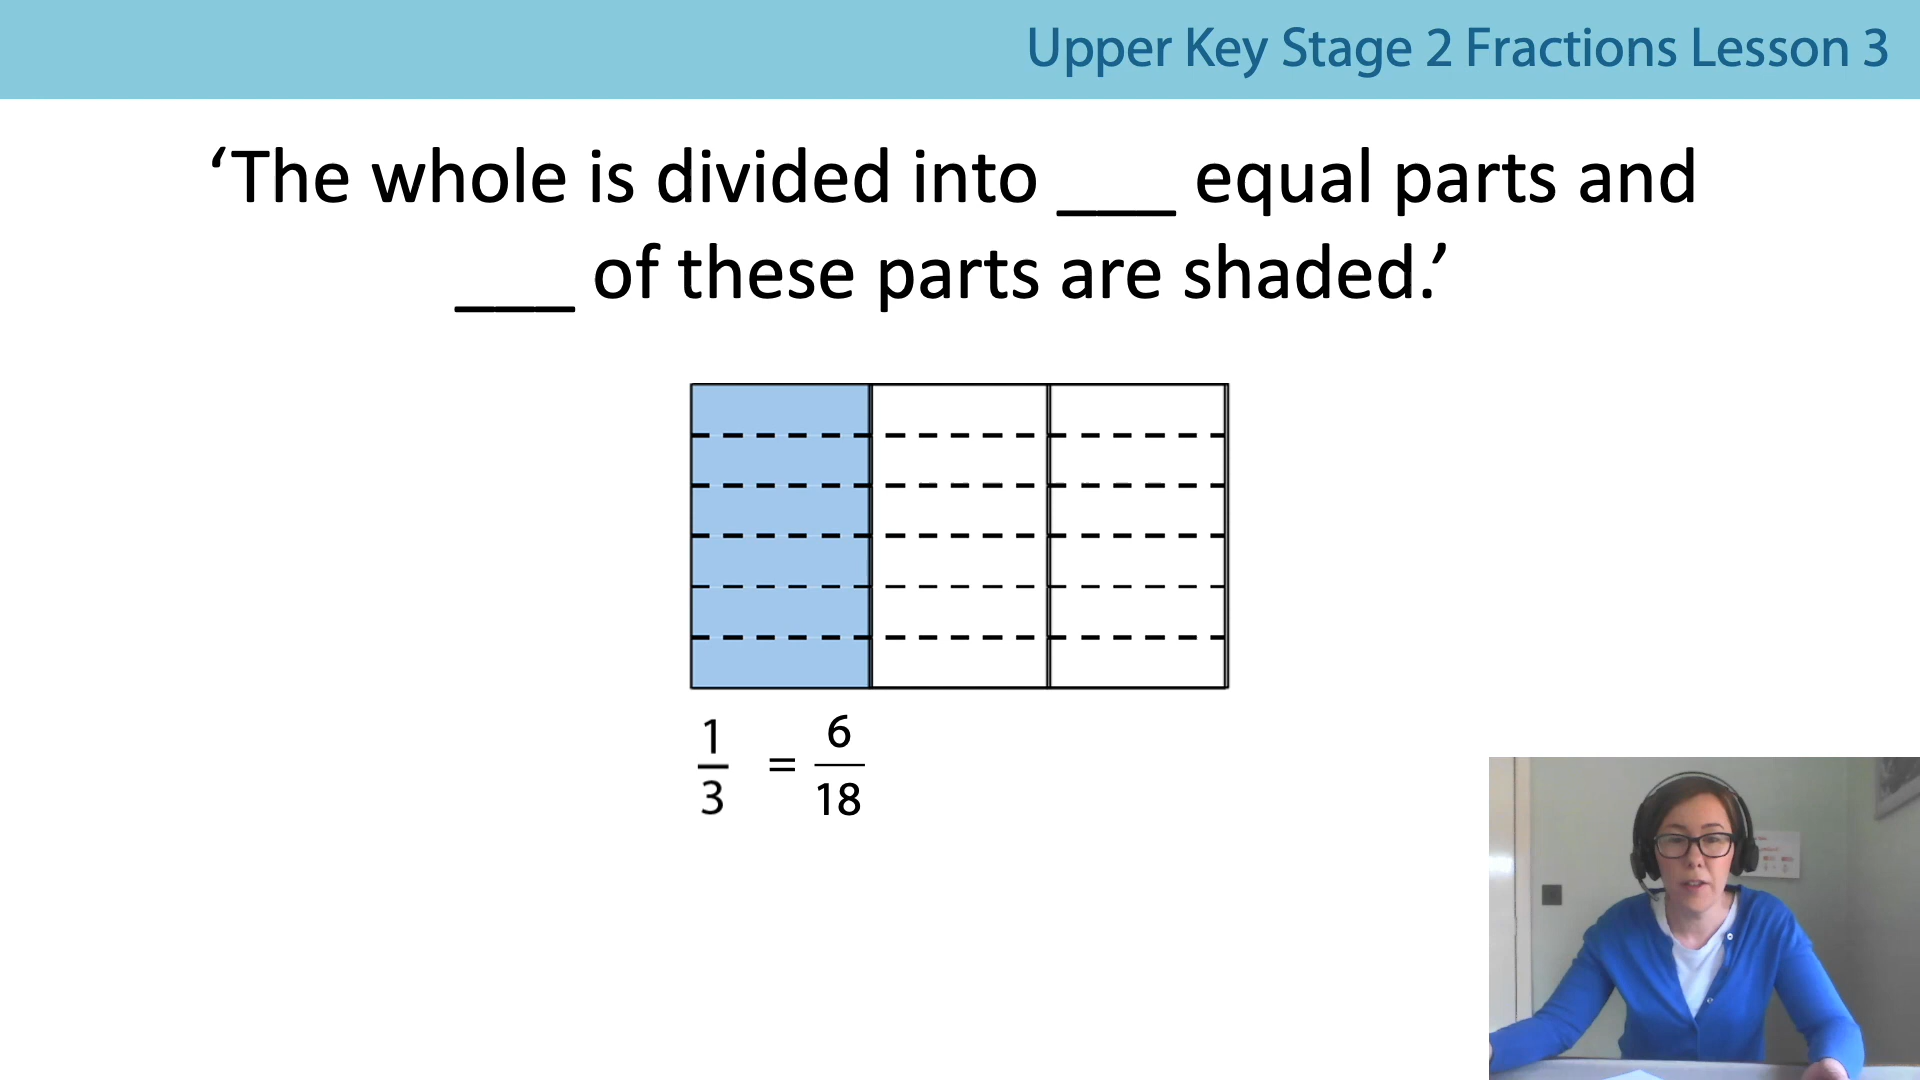 Upper Key Stage 2 Fractions Lesson 3
‘The whole is divided into ___ equal parts and
___ of these parts are shaded.’
1/3 = 6/18